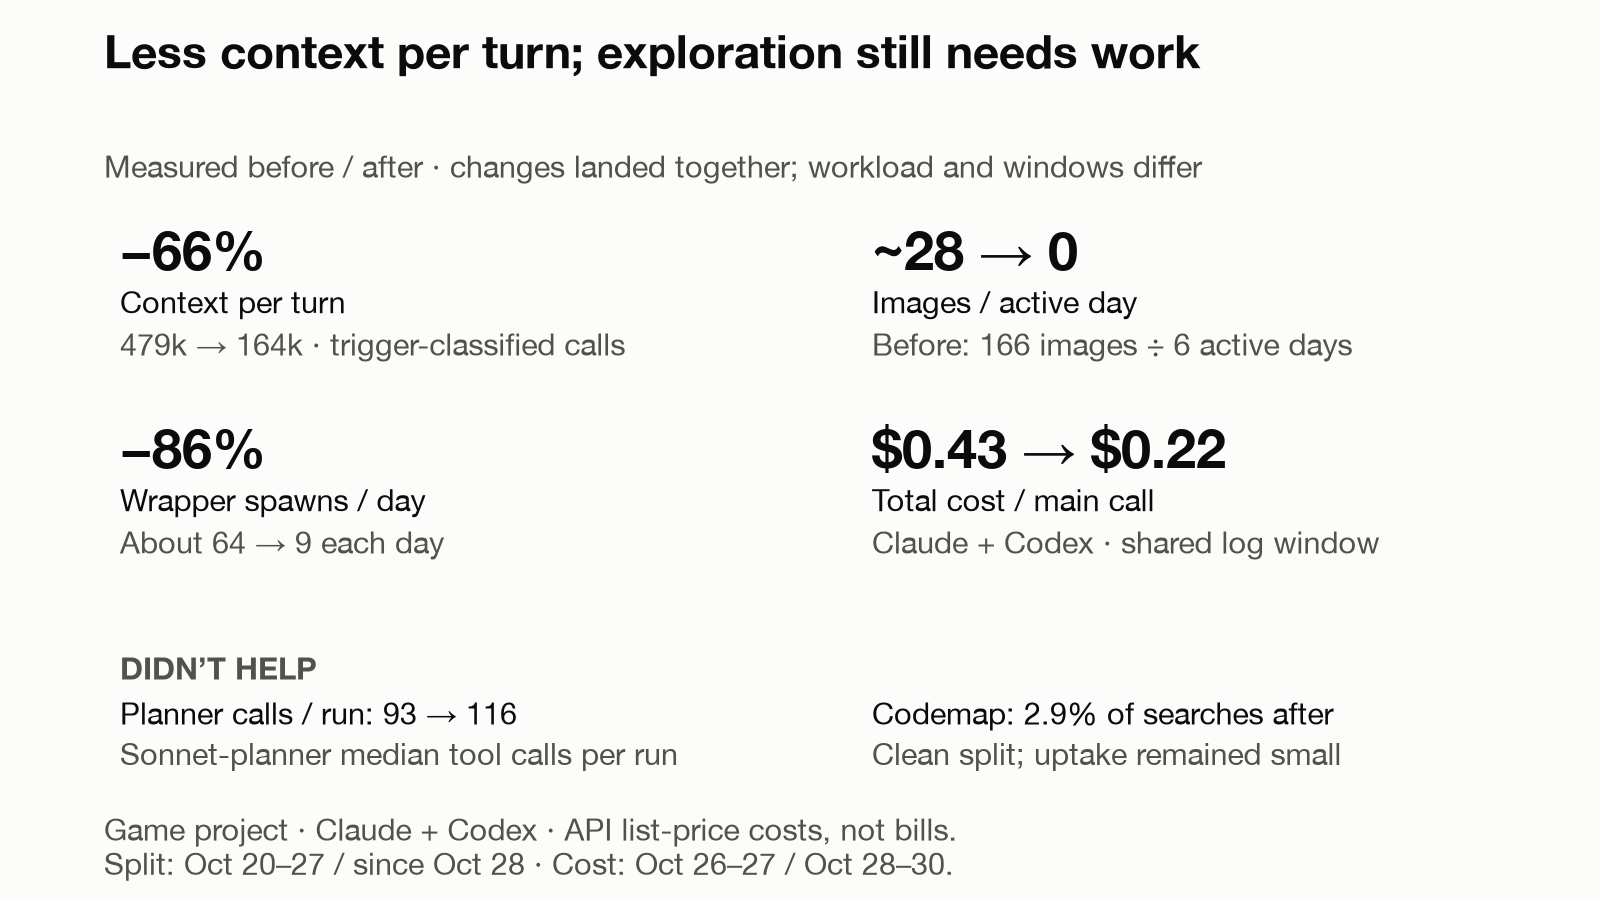 Less context per turn; exploration still needs work
Measured before / after · changes landed together; workload and windows differ
–66%
Context per turn
479k → 164k · trigger-classified calls
~28 → 0
Images / active day
Before: 166 images ÷ 6 active days
–86%
Wrapper spawns / day
About 64 → 9 each day
$0.43 → $0.22
Total cost / main call
Claude + Codex · shared log window
DIDN’T HELP
Planner calls / run: 93 → 116
Sonnet-planner median tool calls per run
Codemap: 2.9% of searches after
Clean split; uptake remained small
Game project · Claude + Codex · API list-price costs, not bills.
Split: Oct 20–27 / since Oct 28 · Cost: Oct 26–27 / Oct 28–30.